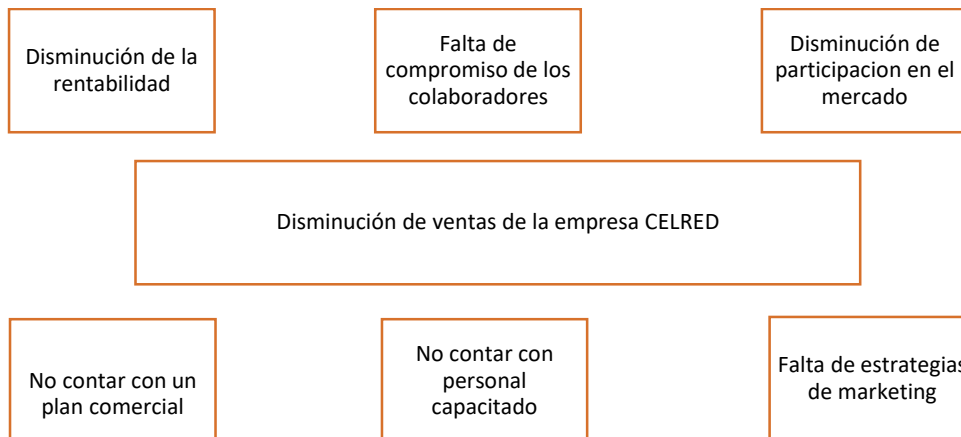 Disminución de la
rentabilidad
Falta de
compromiso de los
colaboradores
Disminución de
participacion en el
mercado
Disminución de ventas de la empresa CELRED
No contar con un
plan comercial
No contar con
personal
capacitado
Falta de estrategias
de marketing